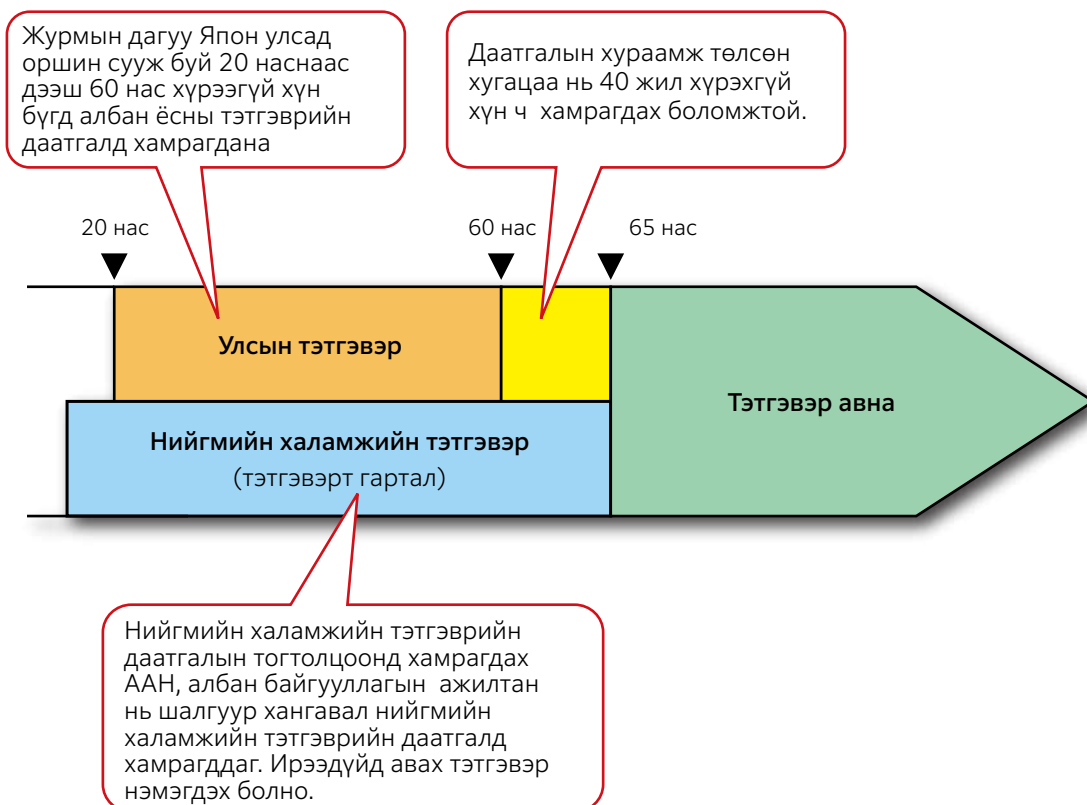 Журмын дагуу Япон улсад
оршин сууж буй 20 наснаас
дээш 60 нас хүрээгүй хүн
бүгд албан ёсны тэтгэврийн
даатгалд хамрагдана
Даатгалын хураамж төлсөн
хугацаа нь 40 жил хүрэхгүй
хүн ч хамрагдах боломжтой.
20 нас
60 нас
65 нас
Улсын тэтгэвэр
Тэтгэвэр авна
Нийгмийн халамжийн тэтгэвэр
(тэтгэвэрт гартал)
Нийгмийн халамжийн тэтгэврийн
даатгалын тогтолцоонд хамрагдах
ААН, албан байгууллагын ажилтан
нь шалгуур хангавал нийгмийн
халамжийн тэтгэврийн даатгалд
хамрагддаг. Ирээдүйд авах тэтгэвэр
нэмэгдэх болно.